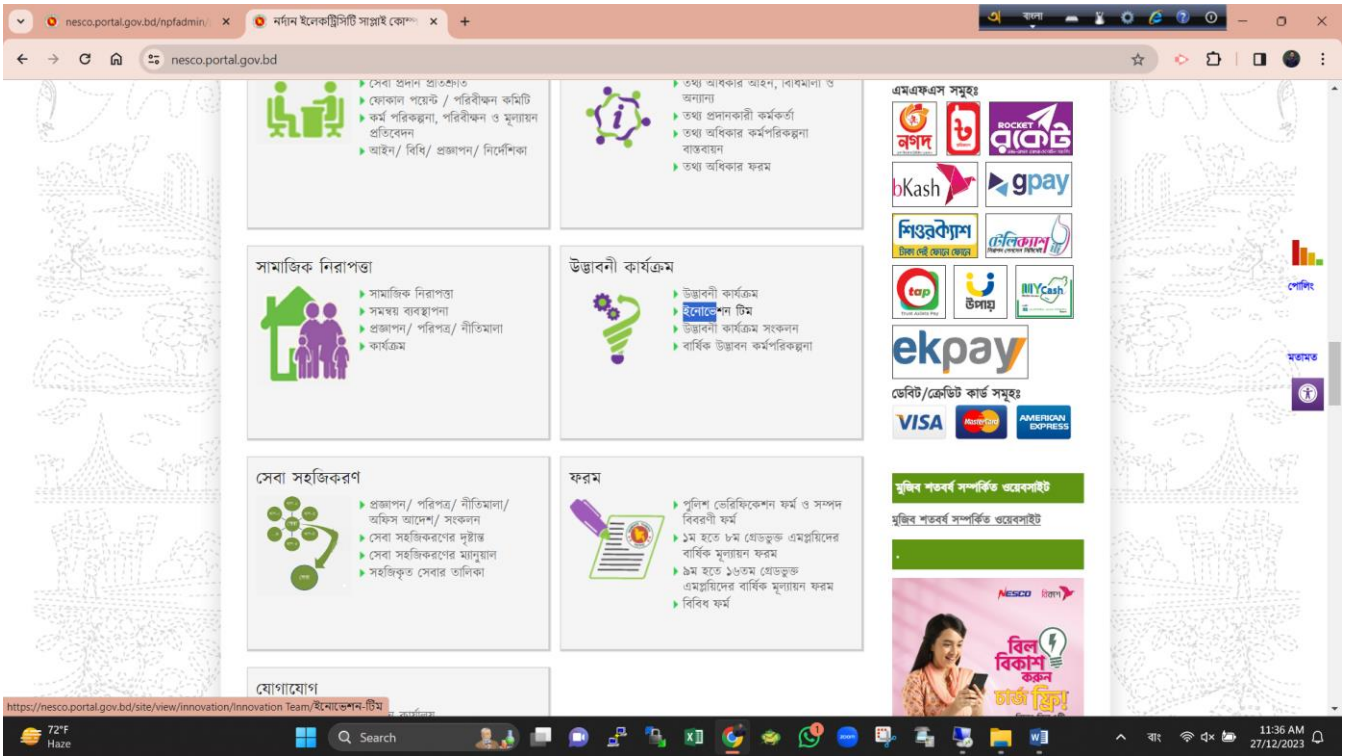 nesco.portal.gov.bd/npfadmin/
নর্দান ইলেকট্রিসিটি সাপ্লাই কোম্প
বাংলা
nesco.portal.gov.bd
সেবা প্রদান প্রতিশ্রুতি
ফোকাল পয়েন্ট / পরিবীক্ষন কমিটি
কর্ম পরিকল্পনা, পরিবীক্ষন ও মূল্যায়ন
প্রতিবেদন
আইন/ বিধি/ প্রজ্ঞাপন/ নির্দেশিকা
তথ্য অধিকার আইন, বিধিমালা ও
অন্যান্য
তথ্য প্রদানকারী কর্মকর্তা
তথ্য অধিকার কর্মপরিকল্পনা
বাস্তবায়ন
তথ্য অধিকার ফরম
সামাজিক নিরাপত্তা
সামাজিক নিরাপত্তা
সমন্বয় ব্যবস্থাপনা
প্রজ্ঞাপন/ পরিপত্র/ নীতিমালা
কার্যক্রম
উদ্ভাবনী কার্যক্রম
উদ্ভাবনী কার্যক্রম
ইনোভেশন টিম
উদ্ভাবনী কার্যক্রম সংকলন
বার্ষিক উদ্ভাবন কর্মপরিকল্পনা
সেবা সহজিকরণ
প্রজ্ঞাপন/ পরিপত্র/ নীতিমালা/
অফিস আদেশ/ সংকলন
সেবা সহজিকরণের দৃষ্টান্ত
সেবা সহজিকরণের ম্যানুয়াল
সহজিকৃত সেবার তালিকা
ফরম
পুলিশ ভেরিফিকেশন ফর্ম ও সম্পদ
বিবরণী ফর্ম
১ম হতে ৮ম গ্রেডভুক্ত এমপ্লয়িদের
বার্ষিক মূল্যায়ন ফরম
৯ম হতে ১৬তম গ্রেডভুক্ত
এমপ্লয়িদের বার্ষিক মূল্যায়ন ফরম
বিবিধ ফর্ম
যোগাযোগ
এমএফএস সমূহঃ
নগদ
ROCKET
রকেট
bKash
gpay
শিওরক্যাশ
টাকা দেই ফোনে ফোনে
টেলিক্যাশ
tap
উপায়
MYCash
ekpay
ডেবিট/ক্রেডিট কার্ড সমূহঃ
VISA
MasterCard
AMERICAN
EXPRESS
মুজিব শতবর্ষ সম্পর্কিত ওয়েবসাইট
মুজিব শতবর্ষ সম্পর্কিত ওয়েবসাইট
NESCO বিকাশ
বিল
বিকাশ
করুন
চার্জ ফ্রি!
পোলিং
মতামত
https://nesco.portal.gov.bd/site/view/innovation/Innovation Team/ইনোভেশন-টিম
72°F
Haze
Search
বাং
11:36 AM
27/12/2023